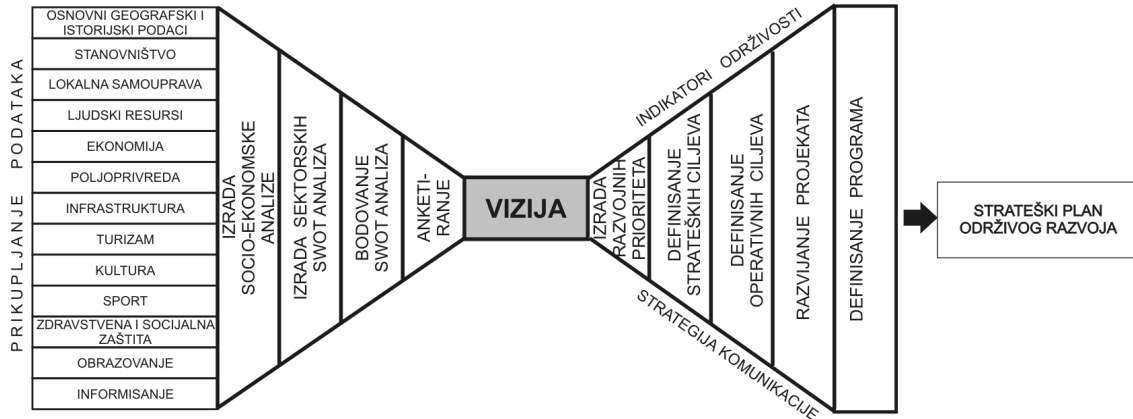 PRIKUPLJANJE PODATAKA
OSNOVNI GEOGRAFSKI I
ISTORIJSKI PODACI
STANOVNIŠTVO
LOKALNA SAMOUPRAVA
LJUDSKI RESURSI
EKONOMIJA
POLJOPRIVREDA
INFRASTRUKTURA
TURIZAM
KULTURA
SPORT
ZDRAVSTVENA I SOCIJALNA
ZAŠTITA
OBRAZOVANJE
INFORMISANJE
IZRADA
SOCIO-EKONOMSKE
ANALIZE
IZRADA SEKTORSKIH
SWOT ANALIZA
BODOVANJE
SWOT ANALIZA
ANKETI-
RANJE
VIZIJA
INDIKATORI ODRŽIVOSTI
IZRADA
RAZVOJNIH
PRIORITETA
DEFINISANJE
STRATEŠKIH CILJEVA
DEFINISANJE
OPERATIVNIH CILJEVA
RAZVIJANJE PROJEKATA
DEFINISANJE PROGRAMA
STRATEGIJA KOMUNIKACIJE
STRATEŠKI PLAN
ODRŽIVOG RAZVOJA